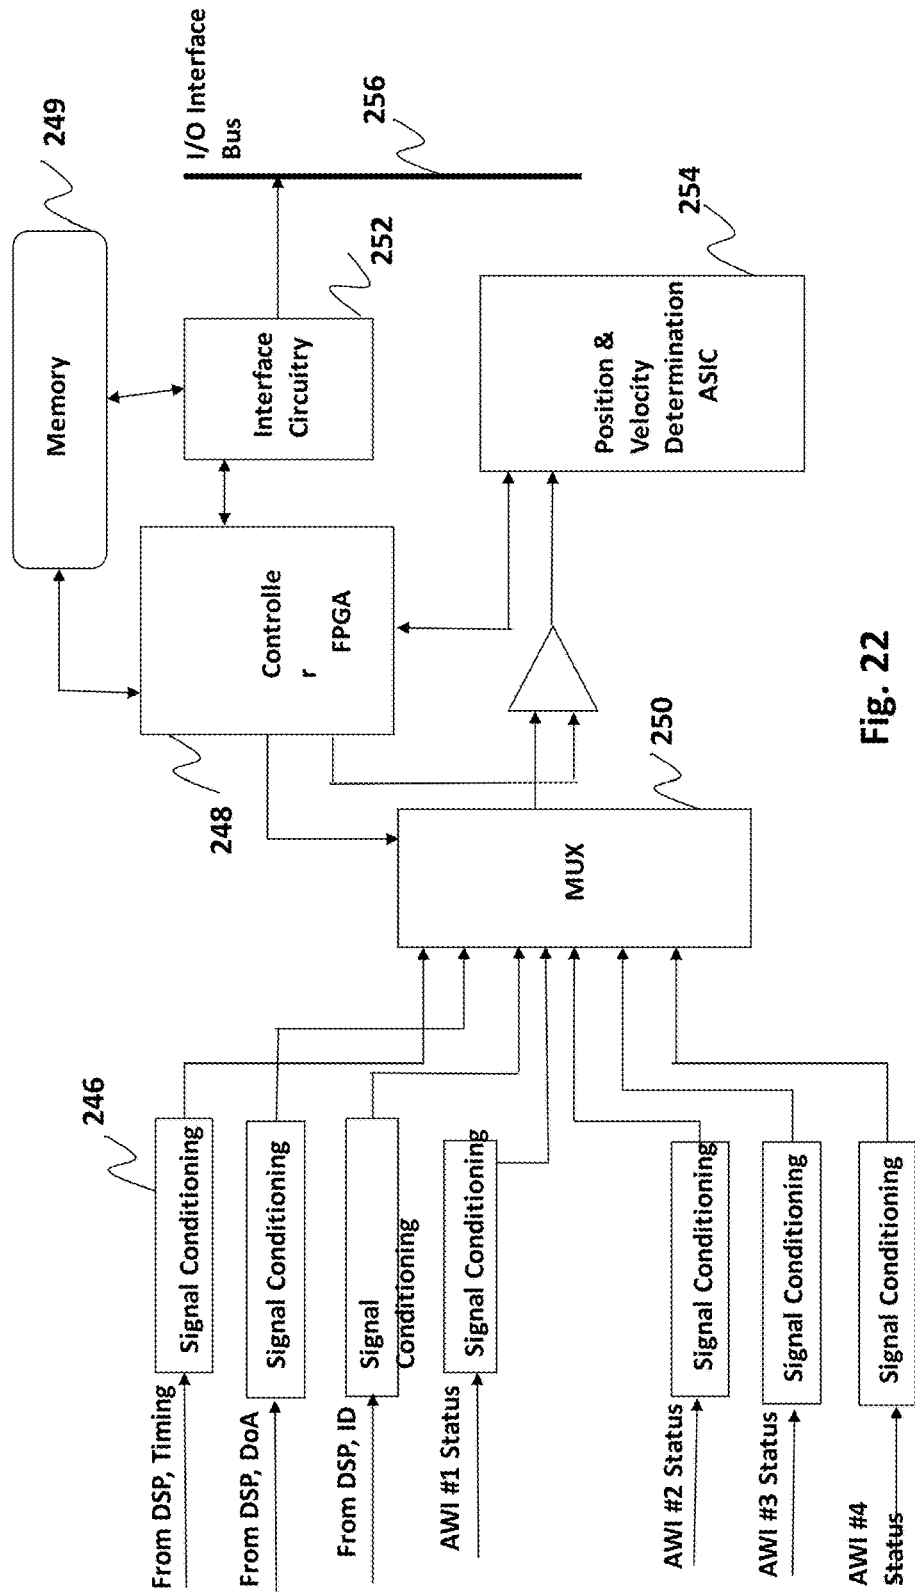 From DSP, Timing
Signal Conditioning
246
From DSP, DoA
Signal Conditioning
From DSP, ID
Signal
Conditioning
AWI #1 Status
Signal Conditioning
AWI #2 Status
Signal Conditioning
AWI #3 Status
Signal Conditioning
AWI #4
Status
Signal Conditioning
MUX
250
248
Controlle
r FPGA
Memory
249
Interface
Circuitry
252
I/O Interface
Bus
256
Position &
Velocity
Determination
ASIC
254
Fig. 22